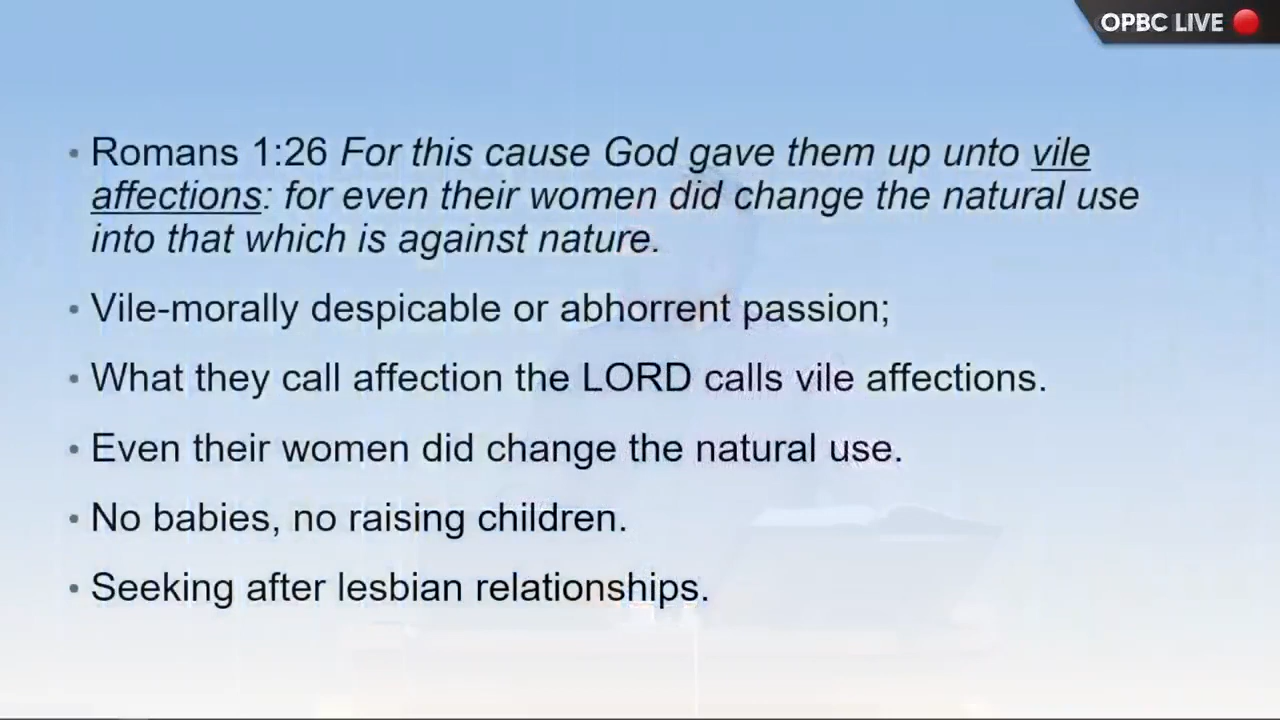 OPBC LIVE
• Romans 1:26 For this cause God gave them up unto vile
affections: for even their women did change the natural use
into that which is against nature.
• Vile-morally despicable or abhorrent passion;
• What they call affection the LORD calls vile affections.
• Even their women did change the natural use.
• No babies, no raising children.
• Seeking after lesbian relationships.